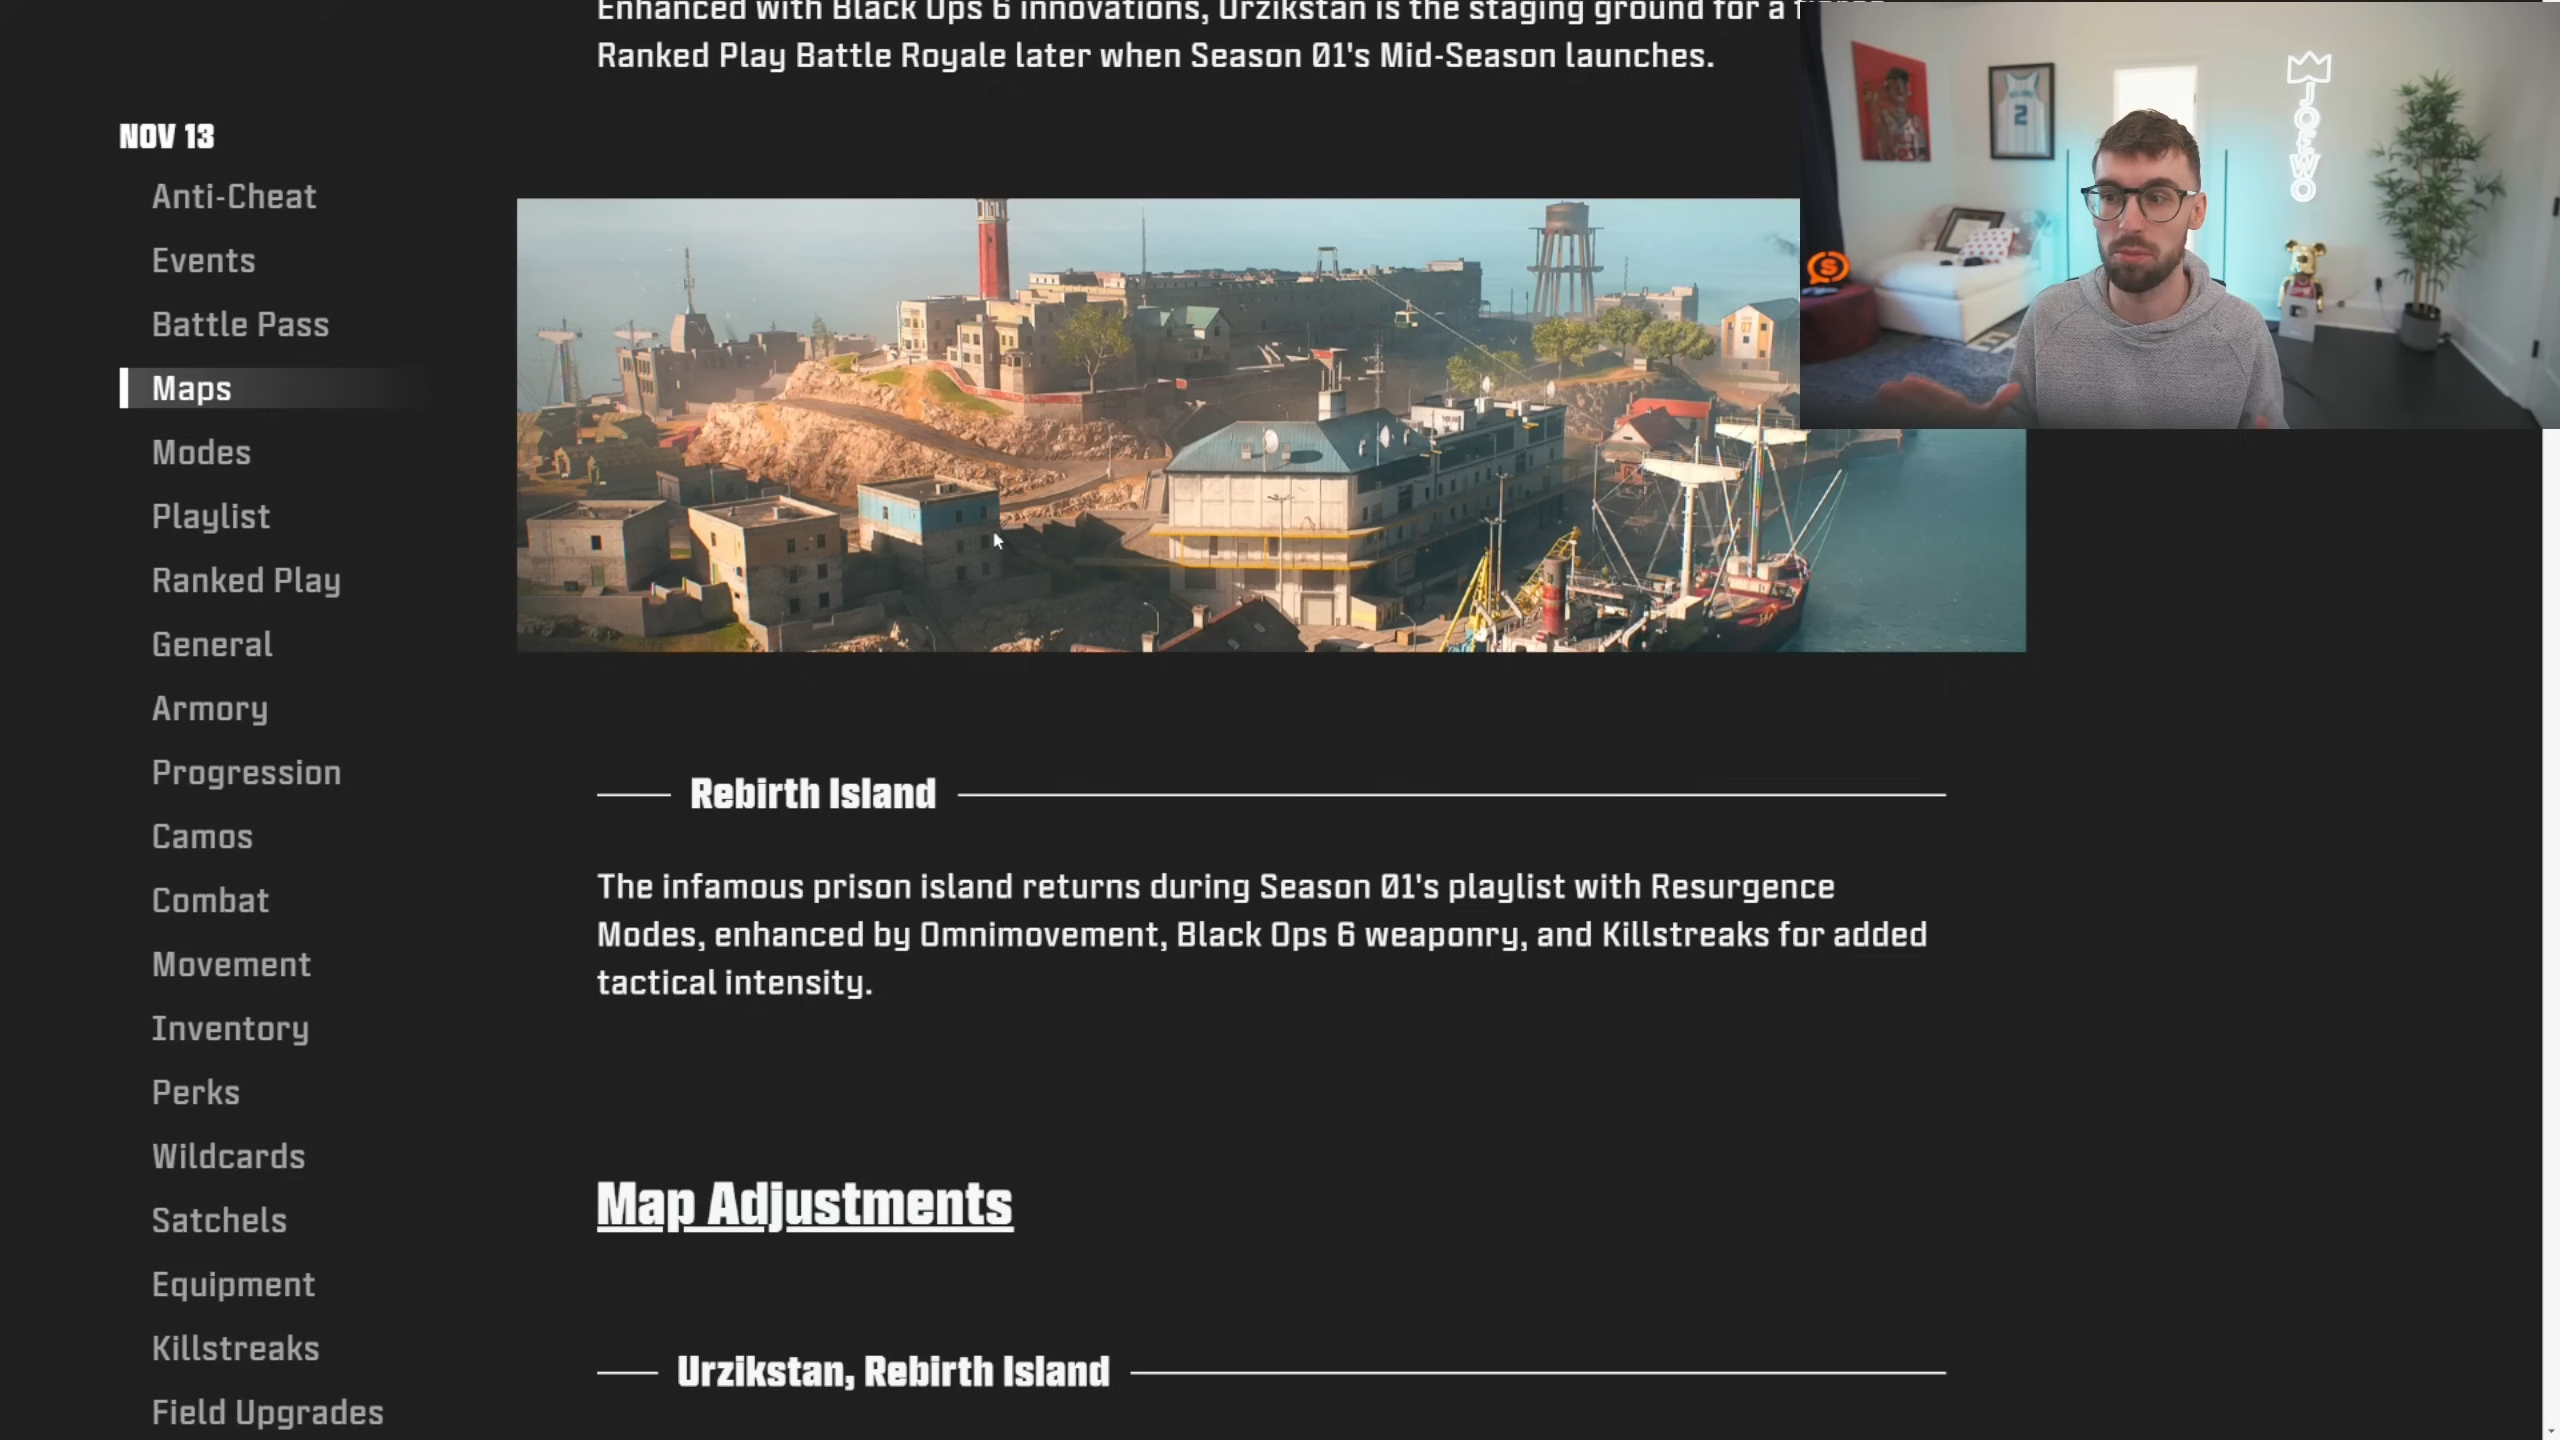 Enhanced with Black Ops 6 innovations, Urzikstan is the staging ground for a
Ranked Play Battle Royale later when Season 01's Mid-Season launches.
NOV 13
Anti-Cheat
Events
Battle Pass
Maps
Modes
Playlist
Ranked Play
General
Armory
Progression
Camos
Combat
Movement
Inventory
Perks
Wildcards
Satchels
Equipment
Killstreaks
Field Upgrades
JOEWO
2
07
Rebirth Island
The infamous prison island returns during Season 01's playlist with Resurgence
Modes, enhanced by Omnimovement, Black Ops 6 weaponry, and Killstreaks for added
tactical intensity.
Map Adjustments
Urzikstan, Rebirth Island